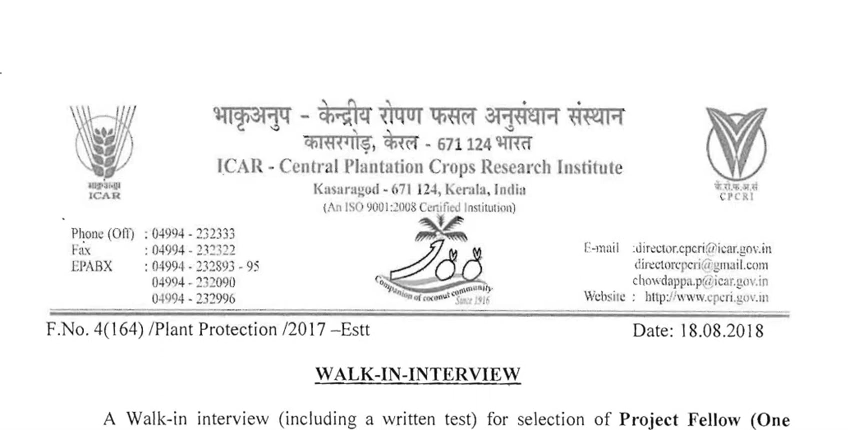 भाकृअनुप - केन्द्रीय रोपण फसल अनुसंधान संस्थान
कासरगोड़, केरल - 671 124 भारत
ICAR - Central Plantation Crops Research Institute
Kasaragod - 671 124, Kerala, India
(An ISO 9001:2008 Certified Institution)
भाकृअनुप
ICAR
के.रो.फ.अ.सं
CPCRI
Phone (Off) : 04994 - 232333
Fax : 04994 - 232322
EPABX : 04994 - 232893 - 95
04994 - 232090
04994 - 232996
Companion of coconut community
Since 1916
E-mail :director.cpcri@icar.gov.in
directorcpcri@gmail.com
chowdappa.p@icar.gov.in
Website : http://www.cpcri.gov.in
F.No. 4(164) /Plant Protection /2017 –Estt Date: 18.08.2018
WALK-IN-INTERVIEW
A Walk-in interview (including a written test) for selection of Project Fellow (One